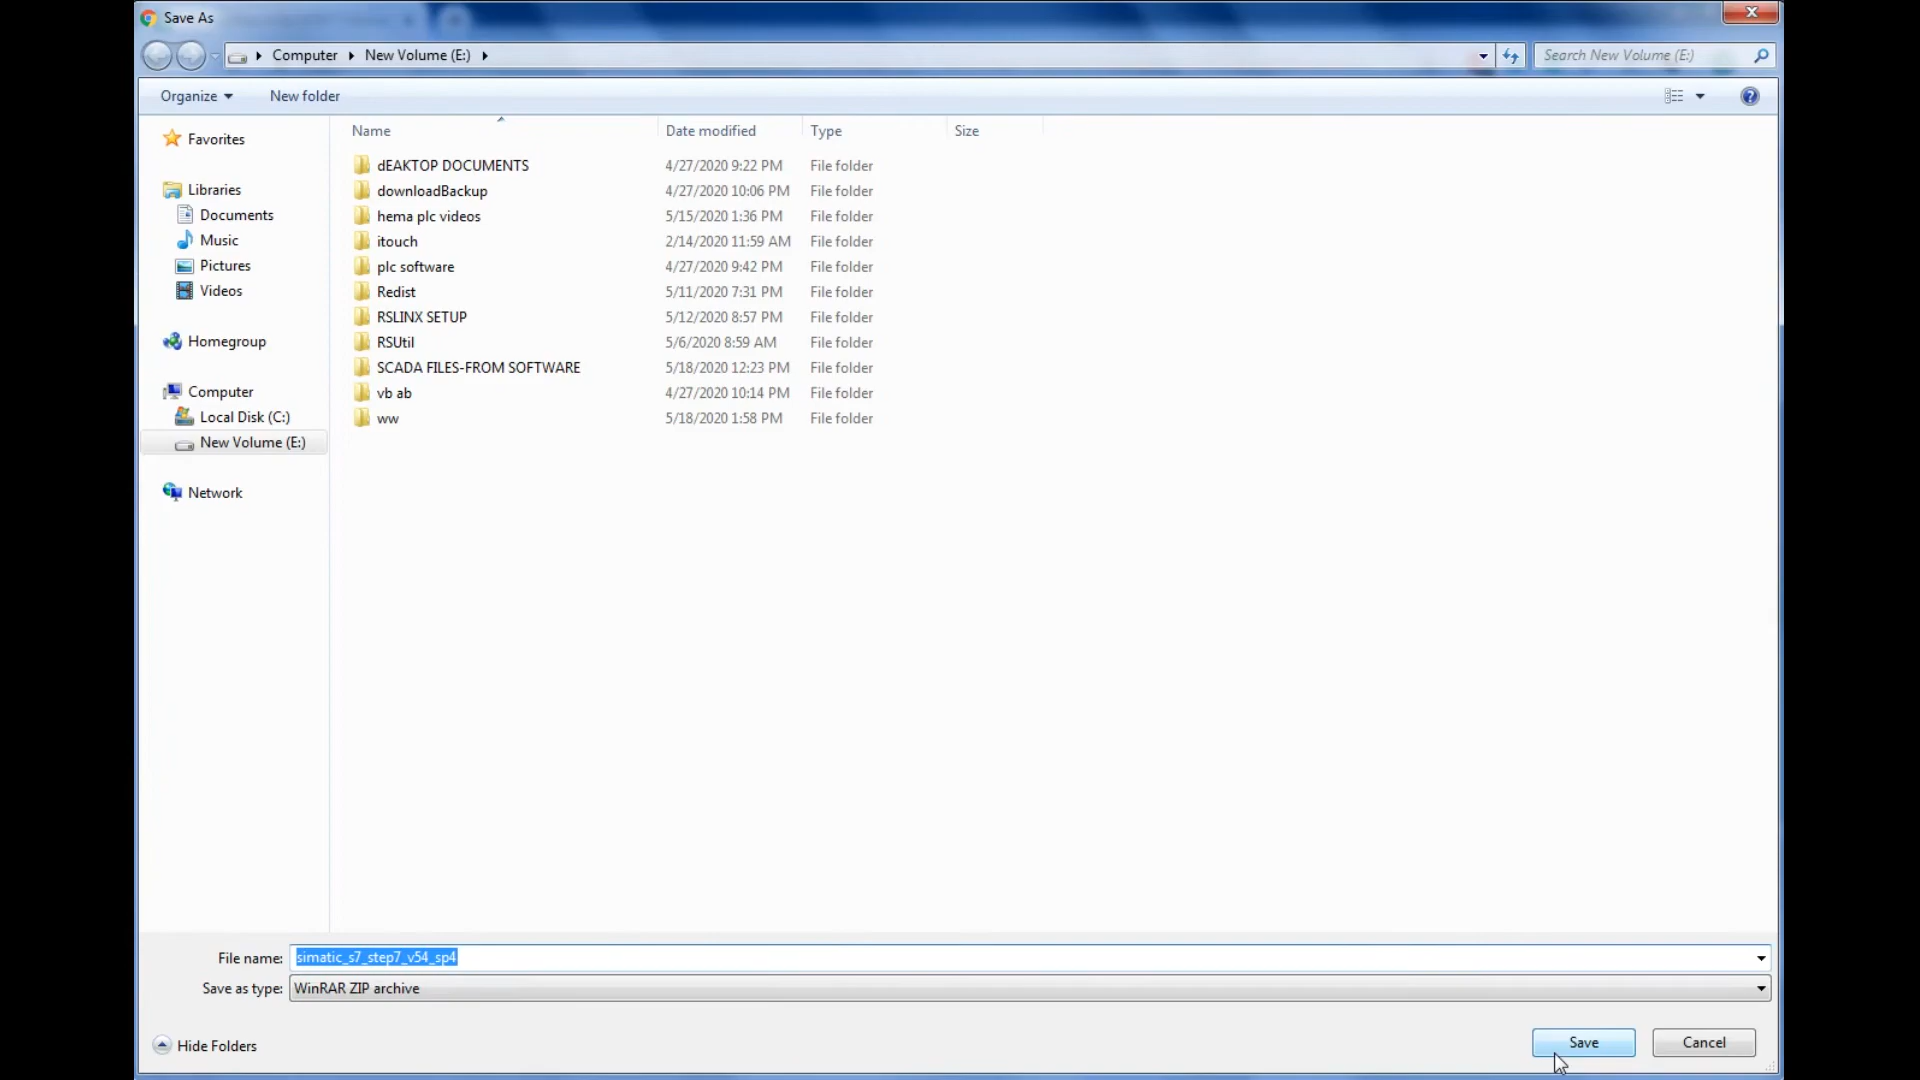 Save As
Computer
New Volume (E:)
Search New Volume (E:)
Organize
New folder
Favorites
Libraries
Documents
Music
Pictures
Videos
Homegroup
Computer
Local Disk (C:)
New Volume (E:)
Network
Name Date modified Type Size
dEAKTOP DOCUMENTS 4/27/2020 9:22 PM File folder
downloadBackup 4/27/2020 10:06 PM File folder
hema plc videos 5/15/2020 1:36 PM File folder
itouch 2/14/2020 11:59 AM File folder
plc software 4/27/2020 9:42 PM File folder
Redist 5/11/2020 7:31 PM File folder
RSLINX SETUP 5/12/2020 8:57 PM File folder
RSUtil 5/6/2020 8:59 AM File folder
SCADA FILES-FROM SOFTWARE 5/18/2020 12:23 PM File folder
vb ab 4/27/2020 10:14 PM File folder
ww 5/18/2020 1:58 PM File folder
File name: simatic_s7_step7_v54_sp4
Save as type: WinRAR ZIP archive
Hide Folders
Save
Cancel